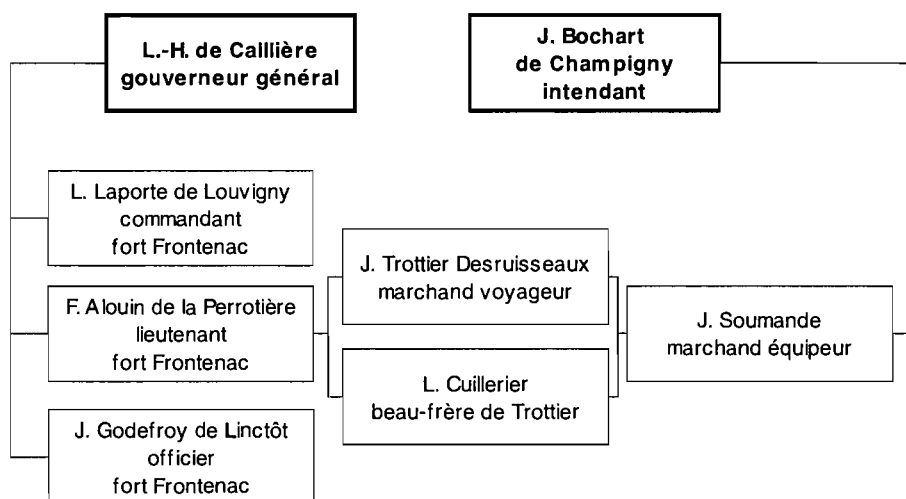 L.-H. de Caillière
gouverneur général
J. Bochart
de Champigny
intendant
L. Laporte de Louvigny
commandant
fort Frontenac
F. Alouin de la Perrotière
lieutenant
fort Frontenac
J. Godefroy de Linctôt
officier
fort Frontenac
J. Trottier Desruisseaux
marchand voyageur
L. Cuillerier
beau-frère de Trottier
J. Soumande
marchand équipeur